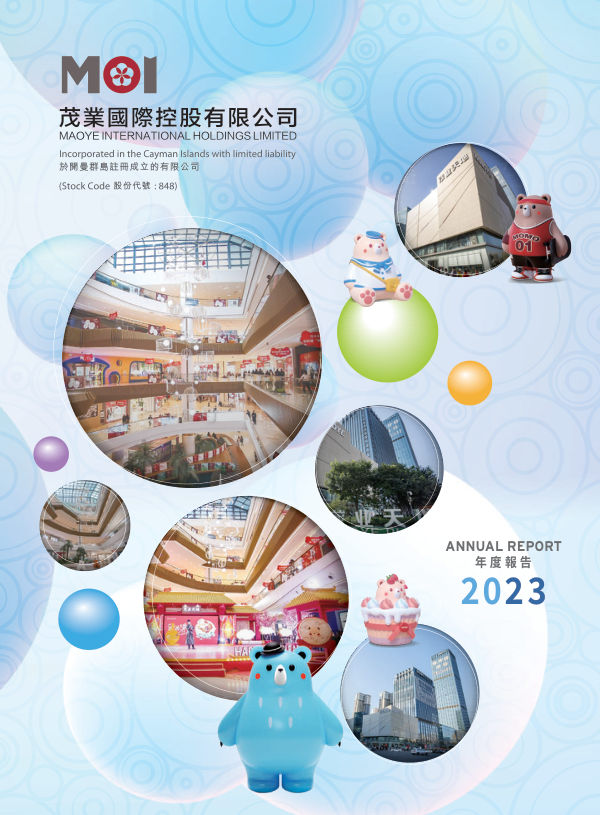 MOI
茂業國際控股有限公司
MAOYE INTERNATIONAL HOLDINGS LIMITED
Incorporated in the Cayman Islands with limited liability
於開曼群島註冊成立的有限公司
(Stock Code 股份代號 : 848)
MOMO
01
業天
ANNUAL REPORT
年度報告
2023